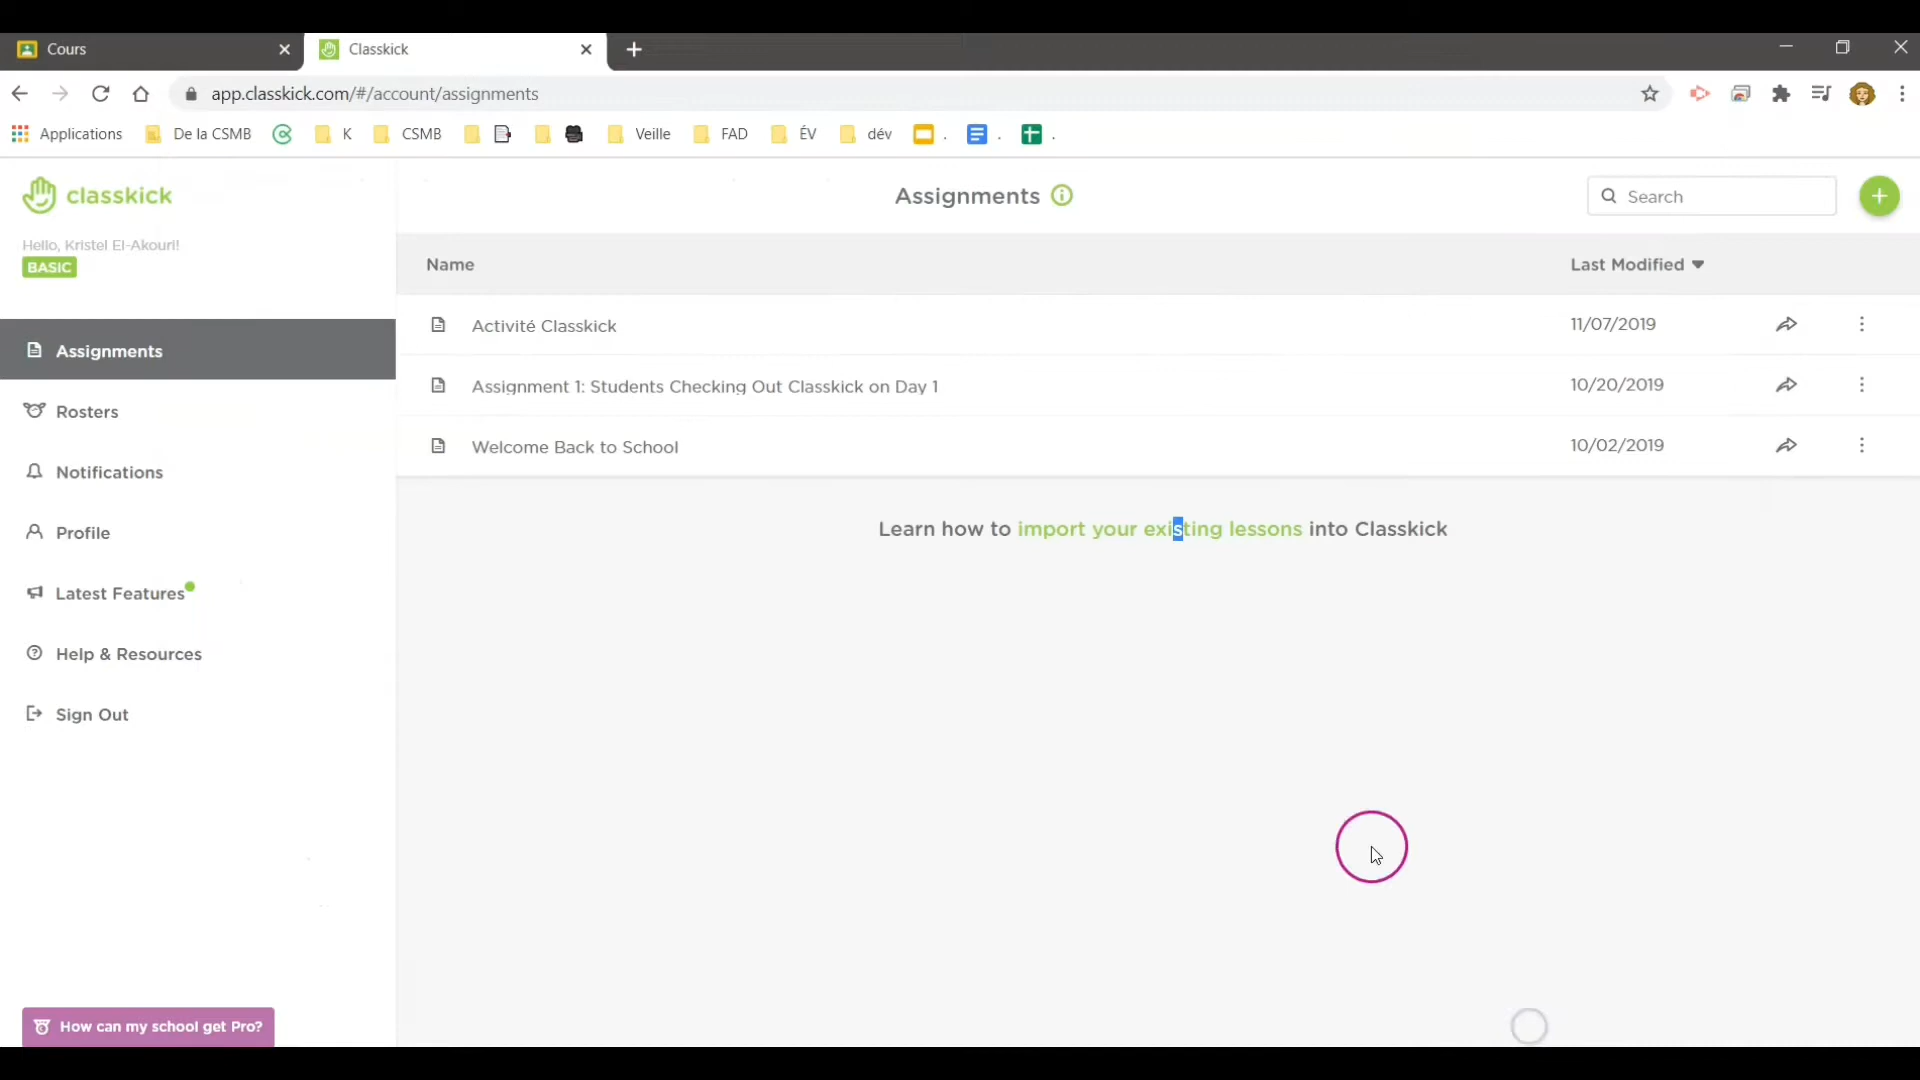 Cours
Classkick
app.classkick.com/#/account/assignments
Applications De la CSMB K CSMB Veille FAD ÉV dév . . .
classkick
Assignments
Search
Hello, Kristel El-Akouri!
BASIC
Name Last Modified
Assignments
Activité Classkick 11/07/2019
Rosters
Assignment 1: Students Checking Out Classkick on Day 1 10/20/2019
Notifications
Welcome Back to School 10/02/2019
Profile
Learn how to import your existing lessons into Classkick
Latest Features
Help & Resources
Sign Out
How can my school get Pro?